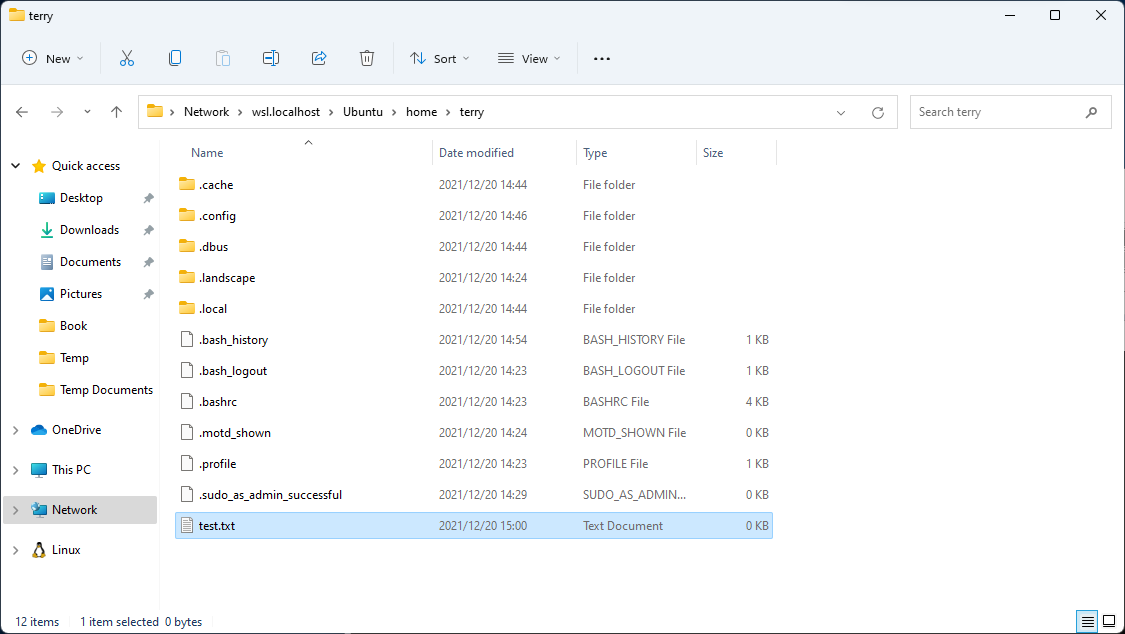 terry
New Sort View
Network wsl.localhost Ubuntu home terry Search terry
Name Date modified Type Size
Quick access
Desktop
Downloads
Documents
Pictures
Book
Temp
Temp Documents
OneDrive
This PC
Network
Linux
.cache 2021/12/20 14:44 File folder
.config 2021/12/20 14:46 File folder
.dbus 2021/12/20 14:44 File folder
.landscape 2021/12/20 14:24 File folder
.local 2021/12/20 14:44 File folder
.bash_history 2021/12/20 14:54 BASH_HISTORY File 1 KB
.bash_logout 2021/12/20 14:23 BASH_LOGOUT File 1 KB
.bashrc 2021/12/20 14:23 BASHRC File 4 KB
.motd_shown 2021/12/20 14:24 MOTD_SHOWN File 0 KB
.profile 2021/12/20 14:23 PROFILE File 1 KB
.sudo_as_admin_successful 2021/12/20 14:29 SUDO_AS_ADMIN... 0 KB
test.txt 2021/12/20 15:00 Text Document 0 KB
12 items 1 item selected 0 bytes